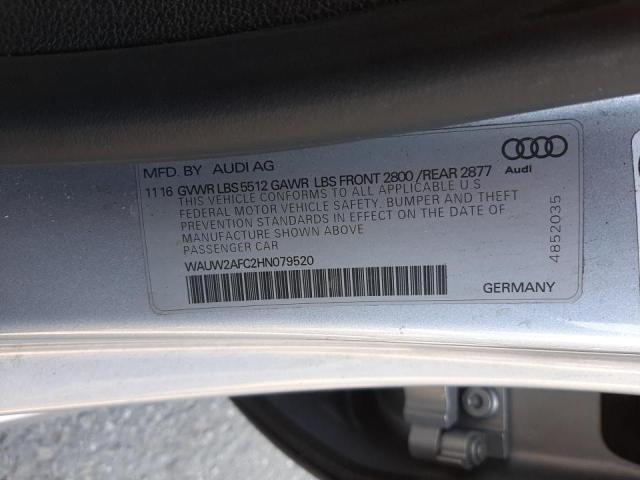 MFD. BY AUDI AG
11 16 GVWR LBS 5512 GAWR LBS FRONT 2800 /REAR 2877
THIS VEHICLE CONFORMS TO ALL APPLICABLE U.S
FEDERAL MOTOR VEHICLE SAFETY, BUMPER AND THEFT
PREVENTION STANDARDS IN EFFECT ON THE DATE OF
MANUFACTURE SHOWN ABOVE
PASSENGER CAR
WAUW2AFC2HN079520
GERMANY
Audi
4852035